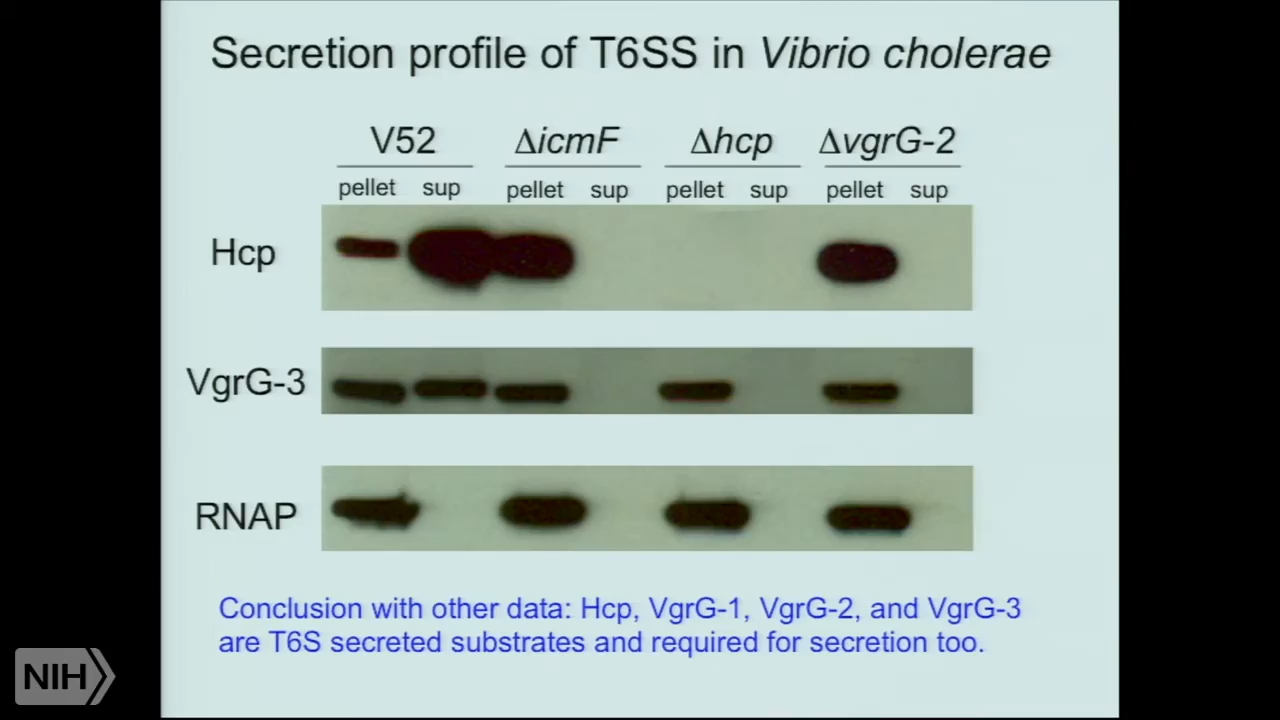 Secretion profile of T6SS in Vibrio cholerae
V52 ΔicmF Δhcp ΔvgrG-2
pellet sup pellet sup pellet sup pellet sup
Hcp
VgrG-3
RNAP
Conclusion with other data: Hcp, VgrG-1, VgrG-2, and VgrG-3
are T6S secreted substrates and required for secretion too.
NIH